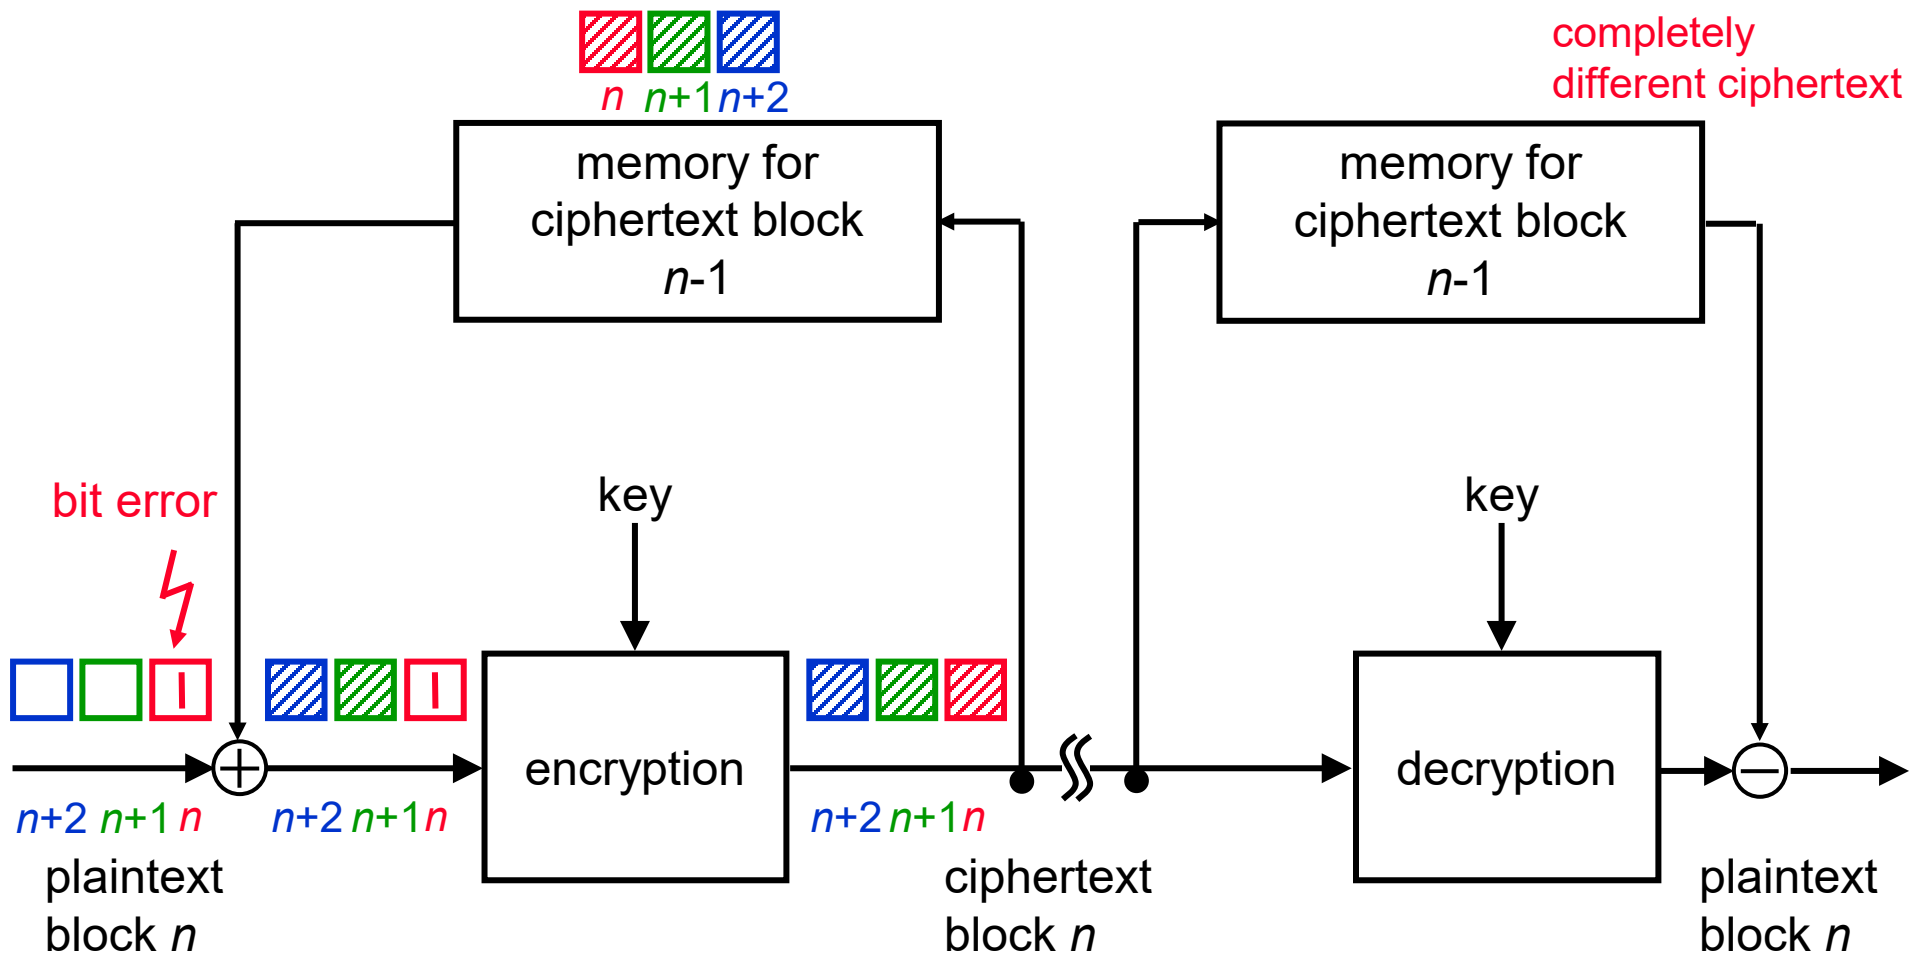 completely
different ciphertext
n n+1 n+2
memory for
ciphertext block
n-1
memory for
ciphertext block
n-1
bit error
key
key
encryption
decryption
n+2 n+1 n
n+2 n+1 n
n+2 n+1 n
plaintext
block n
ciphertext
block n
plaintext
block n